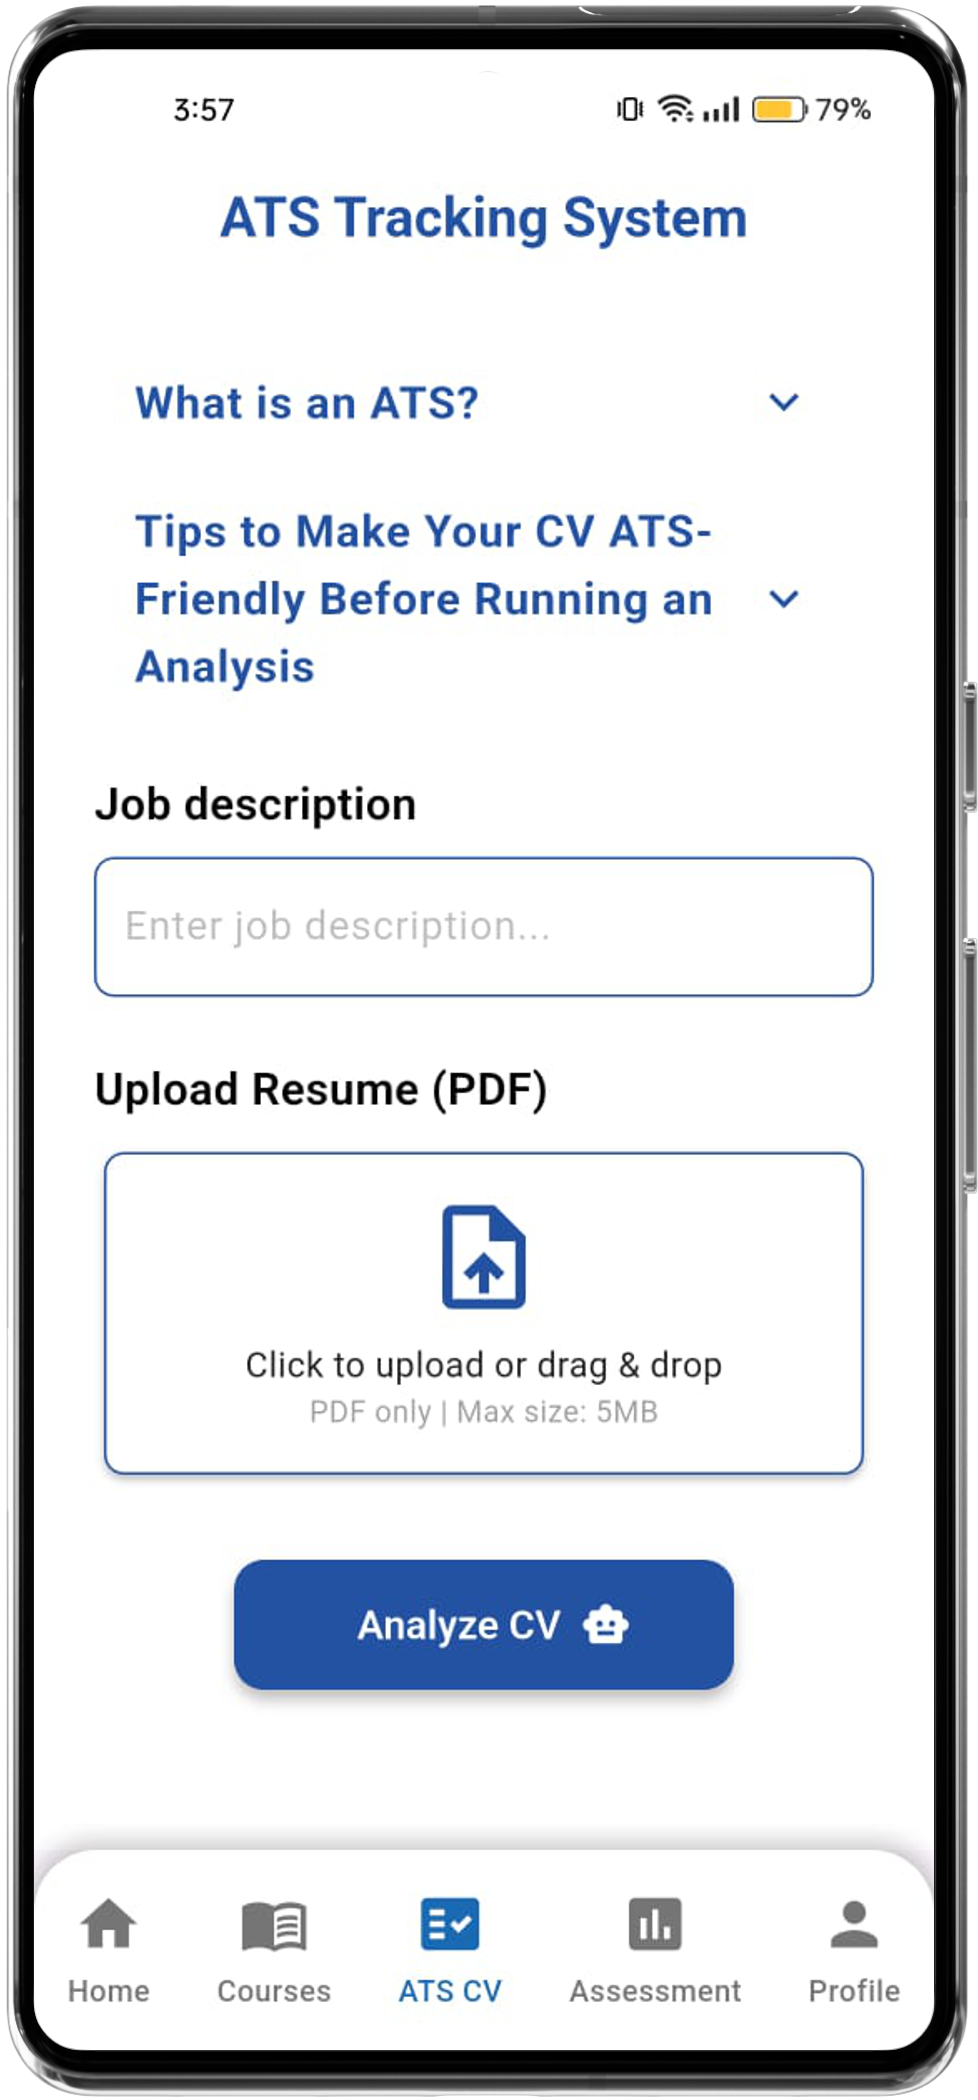 3:57
79%
ATS Tracking System
What is an ATS?
Tips to Make Your CV ATS-
Friendly Before Running an
Analysis
Job description
Enter job description...
Upload Resume (PDF)
Click to upload or drag & drop
PDF only | Max size: 5MB
Analyze CV
Home
Courses
ATS CV
Assessment
Profile